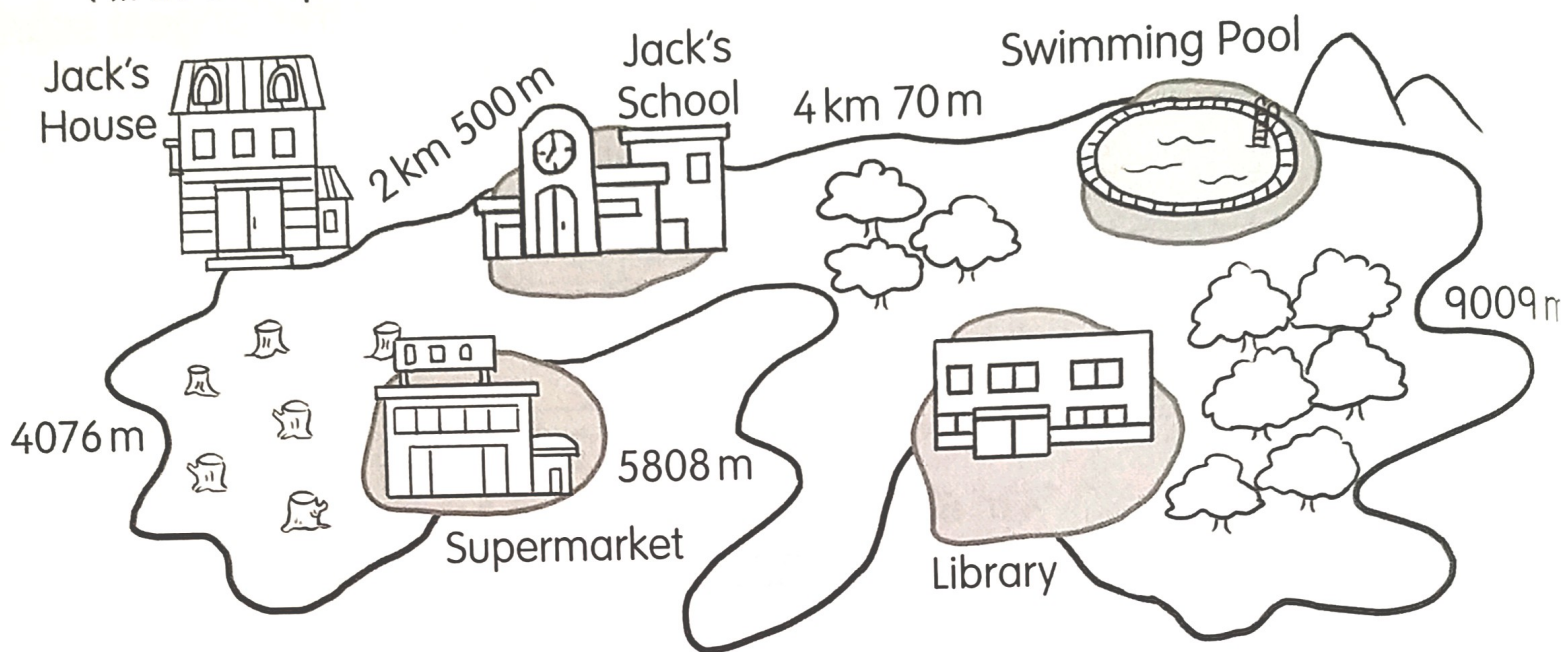 Jack's
House
2 km 500 m
Jack's
School
4 km 70 m
Swimming Pool
9009 m
4076 m
5808 m
Supermarket
Library